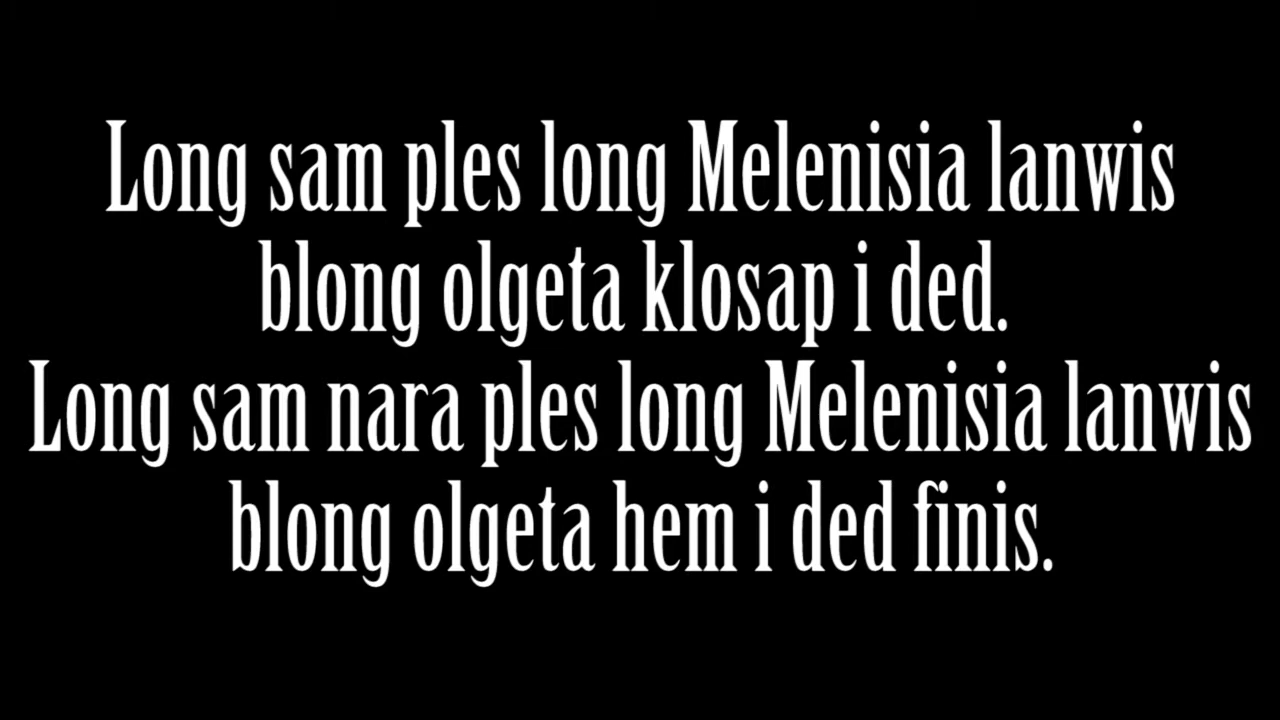 Long sam ples long Melenisia lanwis
blong olgeta klosap i ded.
Long sam nara ples long Melenisia lanwis
blong olgeta hem i ded finis.